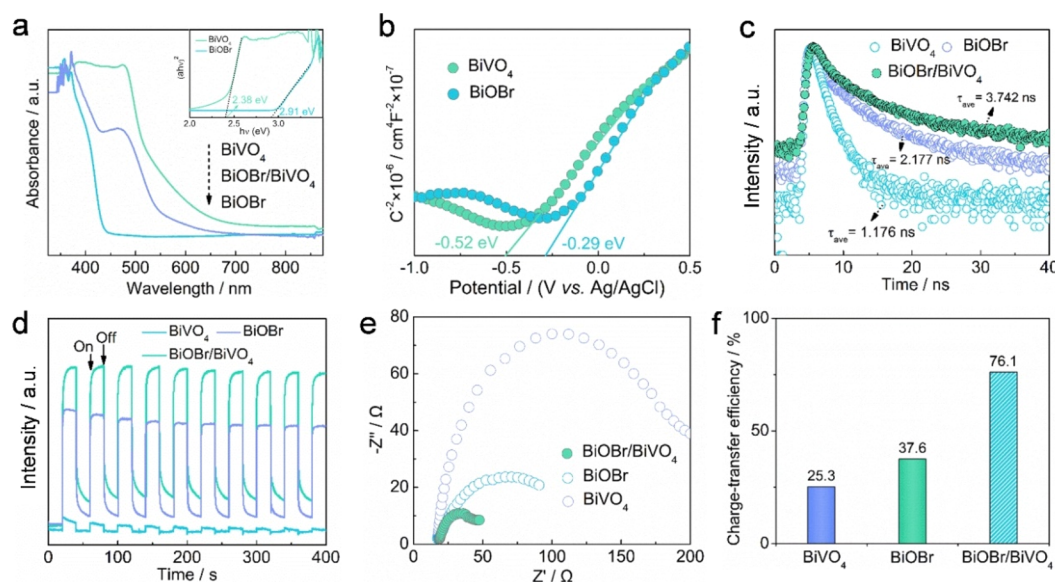 a
Absorbance / a.u.
Wavelength / nm
400 500 600 700 800
BiVO4
BiOBr/BiVO4
BiOBr
(ahν)2
hν (eV)
2.0 2.5 3.0
BiVO4
BiOBr
2.38 eV
2.91 eV
b
C-2×10-6 / cm4F-2×10-7
Potential / (V vs. Ag/AgCl)
-1.0 -0.5 0.0 0.5
BiVO4
BiOBr
-0.52 eV
-0.29 eV
c
Intensity / a.u.
Time / ns
0 10 20 30 40
BiVO4 BiOBr
BiOBr/BiVO4
τave= 3.742 ns
τave= 2.177 ns
τave= 1.176 ns
d
Intensity / a.u.
Time / s
0 100 200 300 400
BiVO4 BiOBr
BiOBr/BiVO4
On
Off
e
-Z'' / Ω
Z' / Ω
80
60
40
20
0
0 50 100 150 200
BiOBr/BiVO4
BiOBr
BiVO4
f
Charge-transfer efficiency / %
100
50
0
25.3
37.6
76.1
BiVO4 BiOBr BiOBr/BiVO4